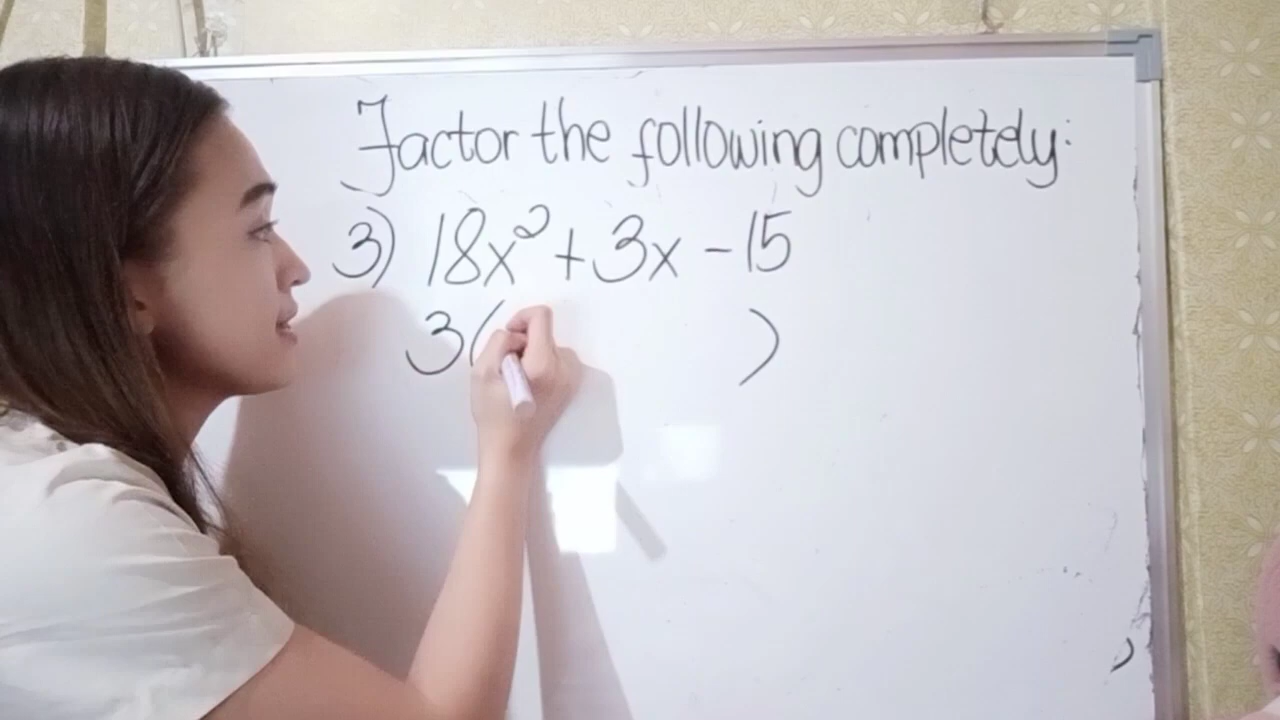 Factor the following completely:
3) 18x² + 3x - 15
3( )